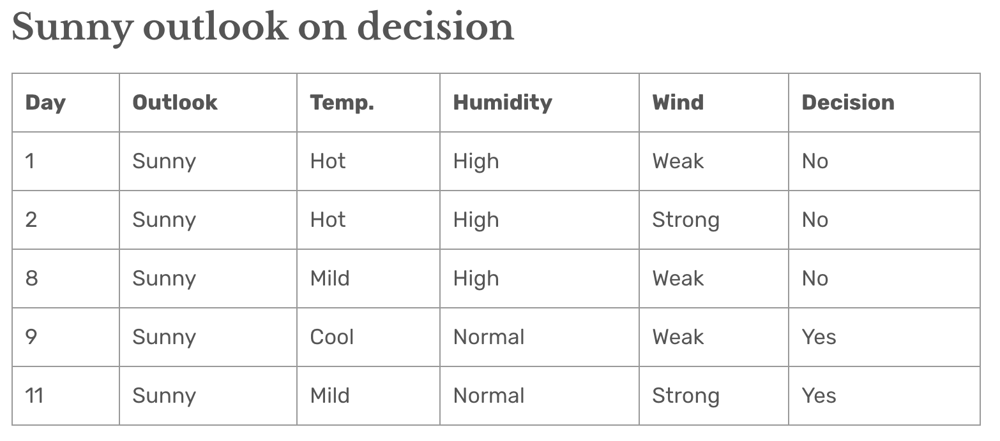 Sunny outlook on decision
Day Outlook Temp. Humidity Wind Decision
1 Sunny Hot High Weak No
2 Sunny Hot High Strong No
8 Sunny Mild High Weak No
9 Sunny Cool Normal Weak Yes
11 Sunny Mild Normal Strong Yes